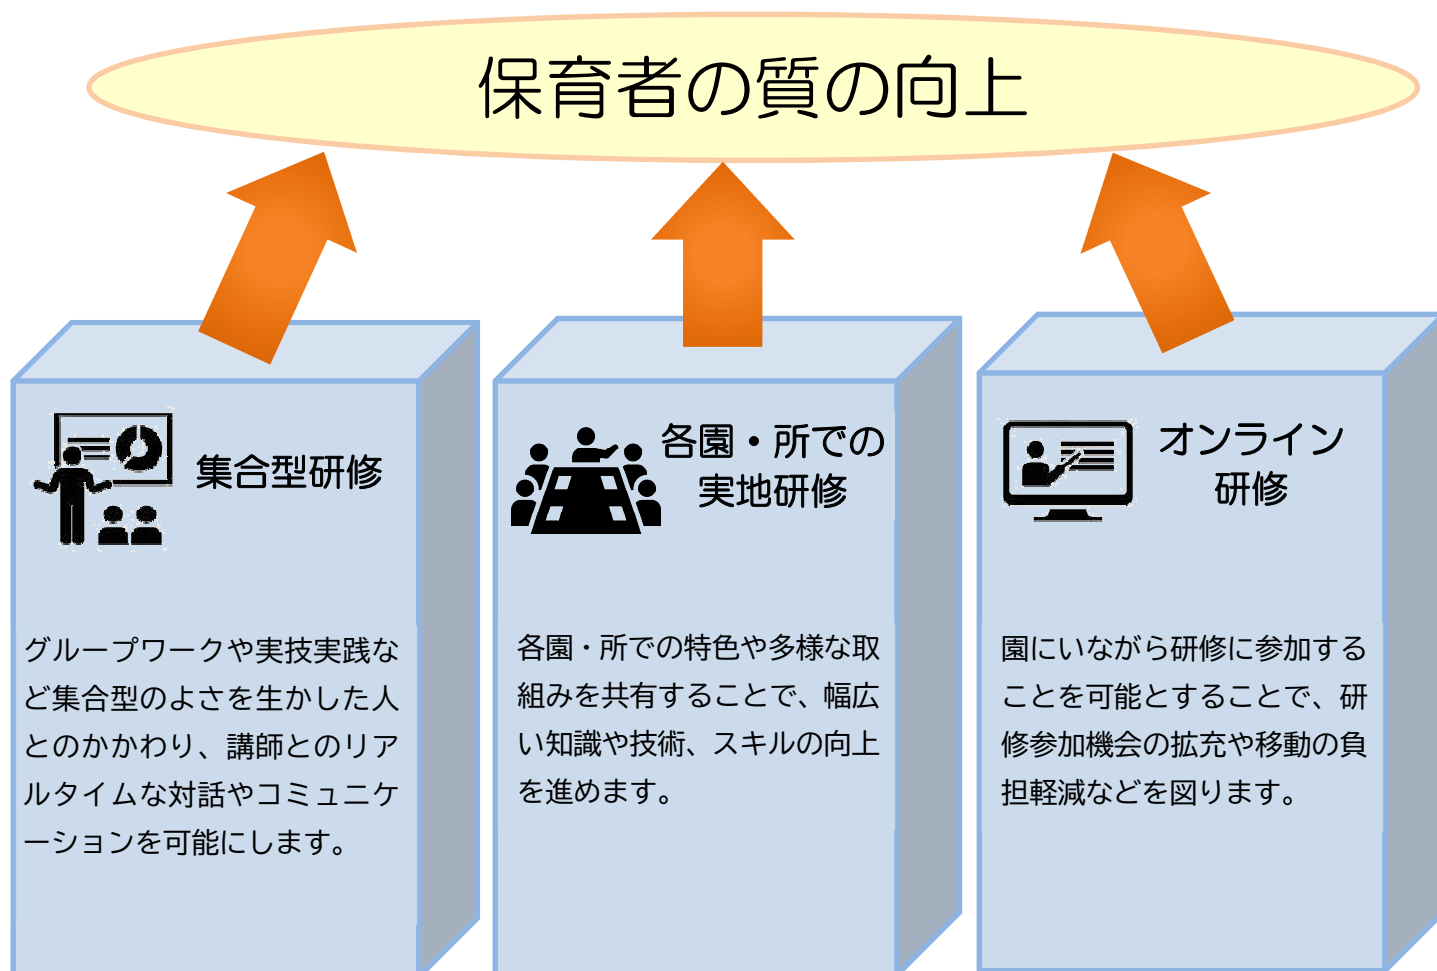 保育者の質の向上
集合型研修
グループワークや実技実践な
ど集合型のよさを生かした人
とのかかわり、講師とのリア
ルタイムな対話やコミュニケ
ーションを可能にします。
各園・所での
実地研修
各園・所での特色や多様な取
組みを共有することで、幅広
い知識や技術、スキルの向上
を進めます。
オンライン
研修
園にいながら研修に参加する
ことを可能とすることで、研
修参加機会の拡充や移動の負
担軽減などを図ります。